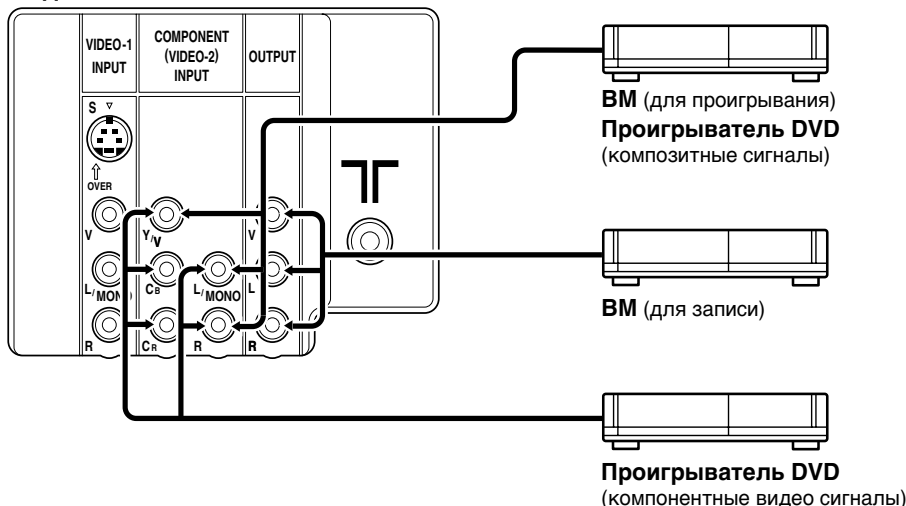 VIDEO-1
INPUT
COMPONENT
(VIDEO-2)
INPUT
OUTPUT
S
OVER
V
Y/V
V
L/MONO
CB
L/MONO
L
R
CR
R
R
ВМ (для проигрывания)
Проигрыватель DVD
(композитные сигналы)
ВМ (для записи)
Проигрыватель DVD
(компонентные видео сигналы)